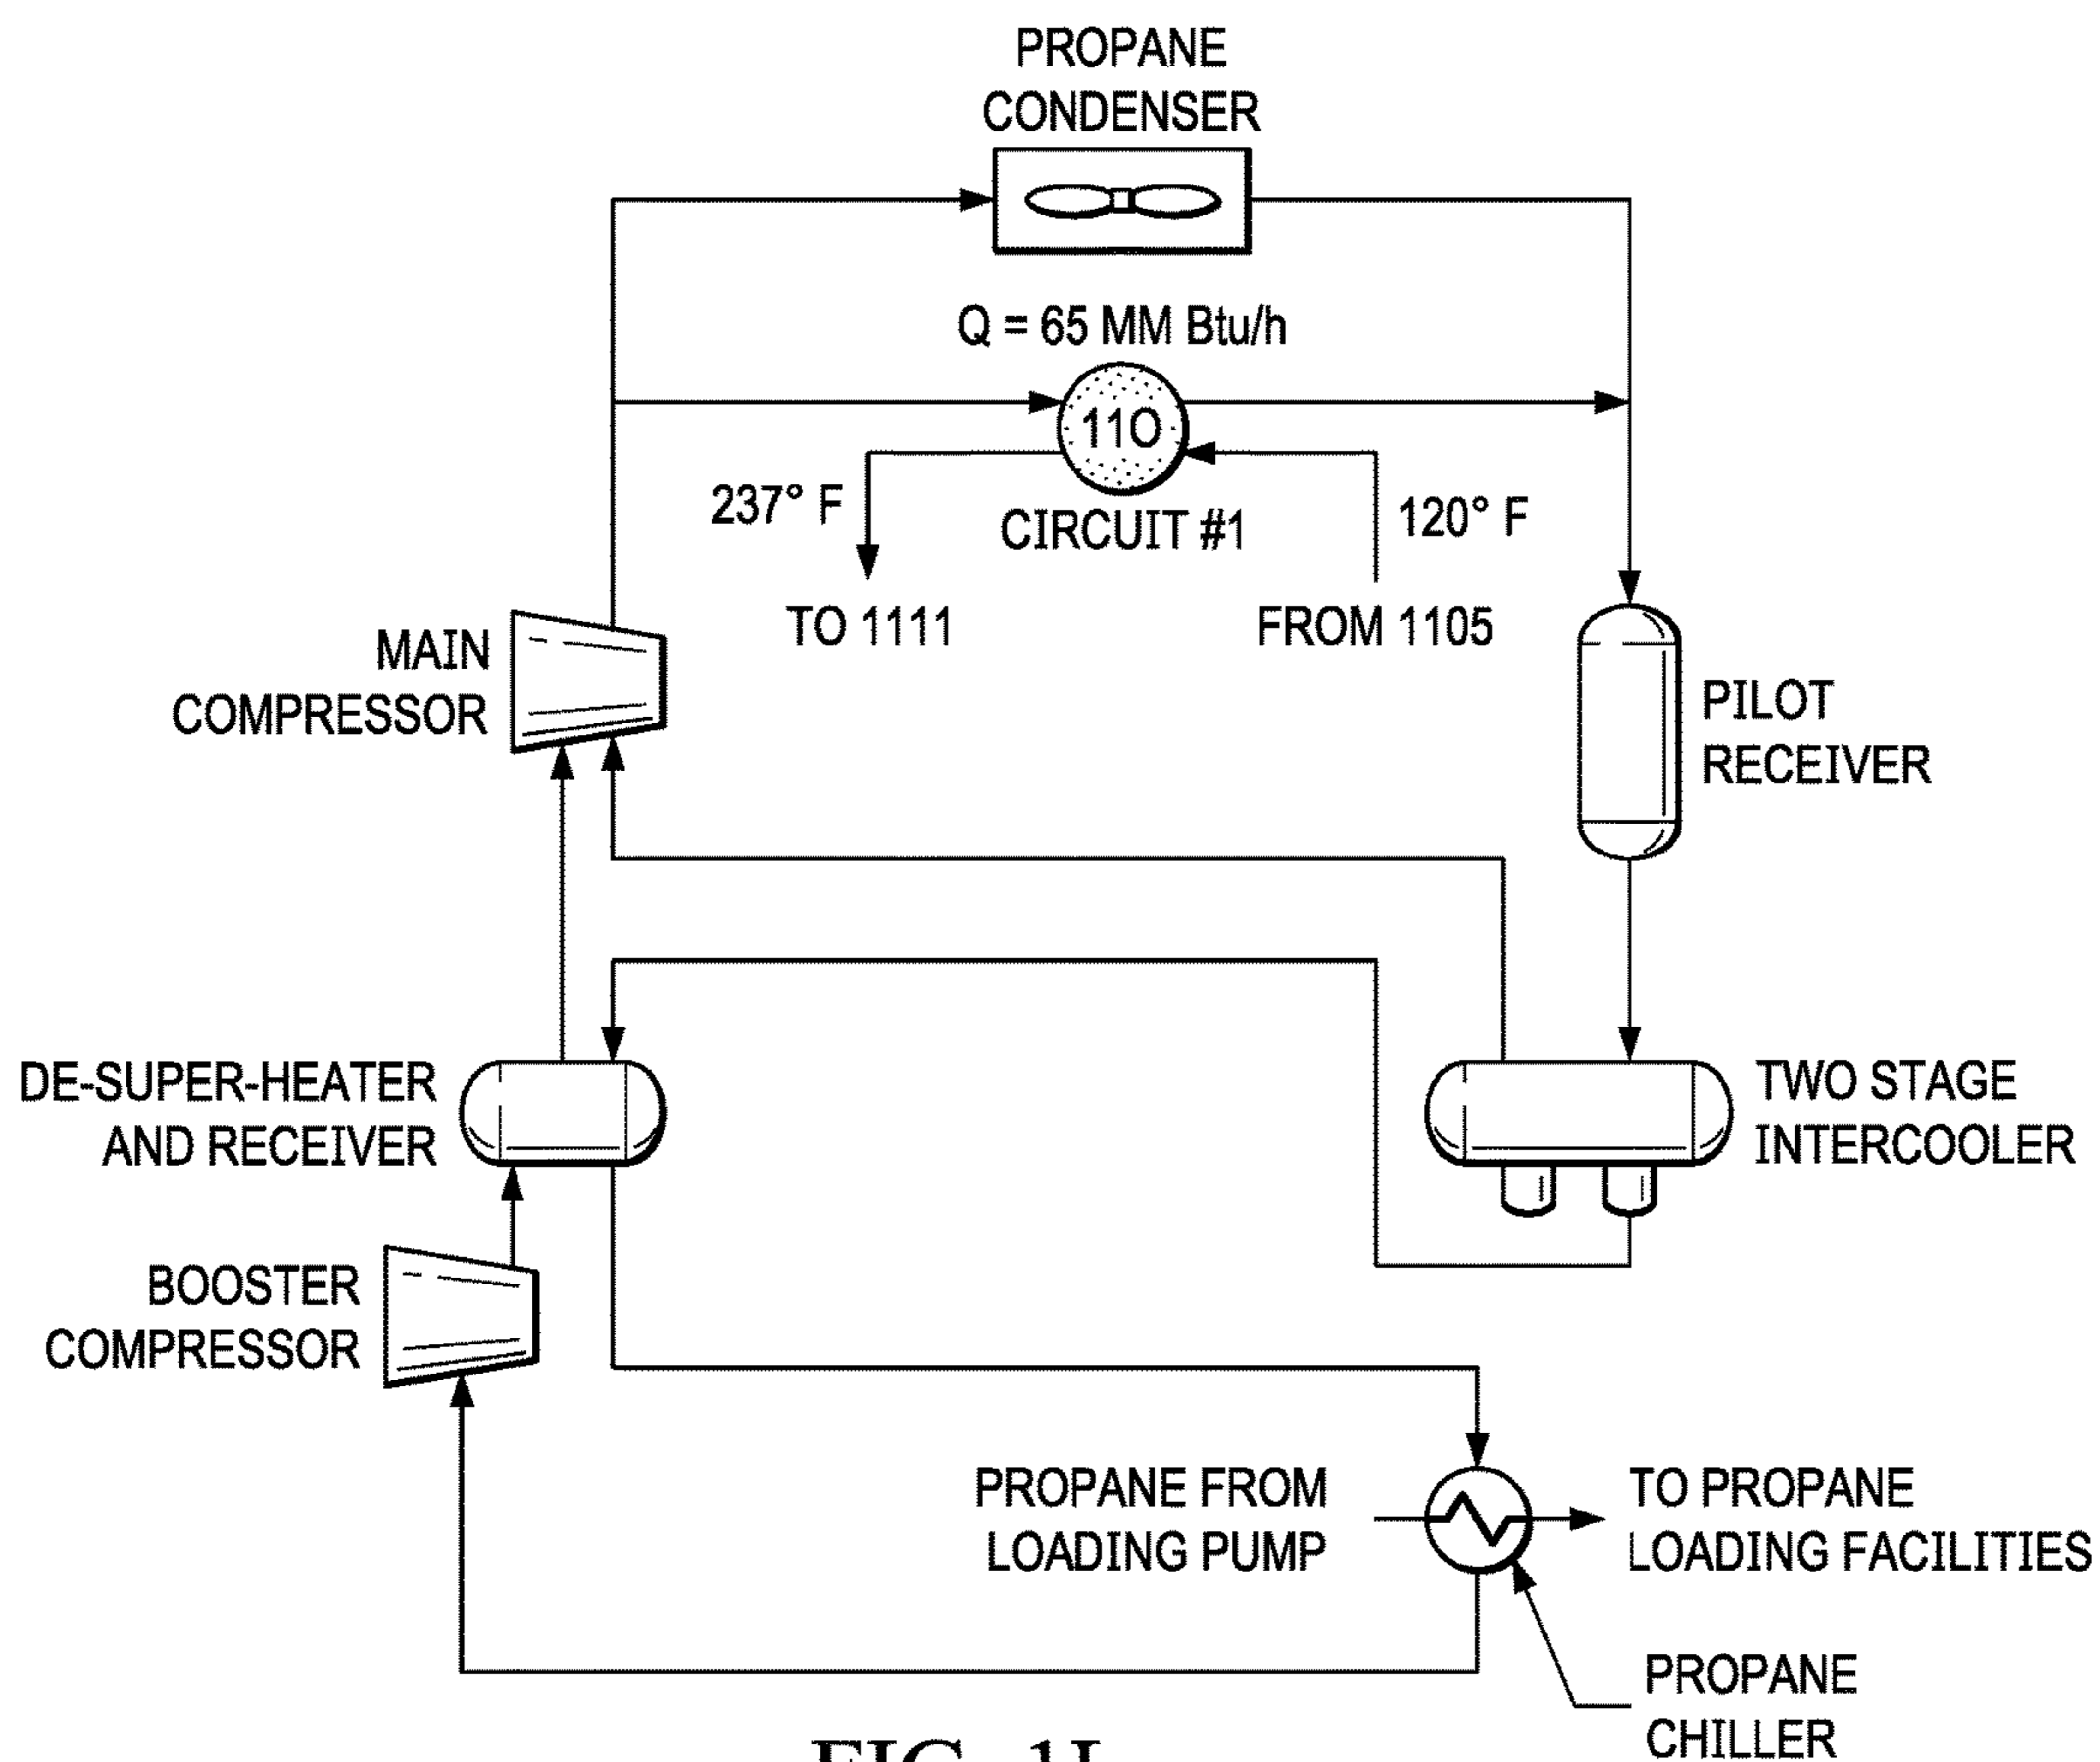 PROPANE
CONDENSER
Q = 65 MM Btu/h
110
237° F
CIRCUIT #1
120° F
TO 1111
FROM 1105
MAIN
COMPRESSOR
PILOT
RECEIVER
DE-SUPER-HEATER
AND RECEIVER
TWO STAGE
INTERCOOLER
BOOSTER
COMPRESSOR
PROPANE FROM
LOADING PUMP
TO PROPANE
LOADING FACILITIES
PROPANE
CHILLER